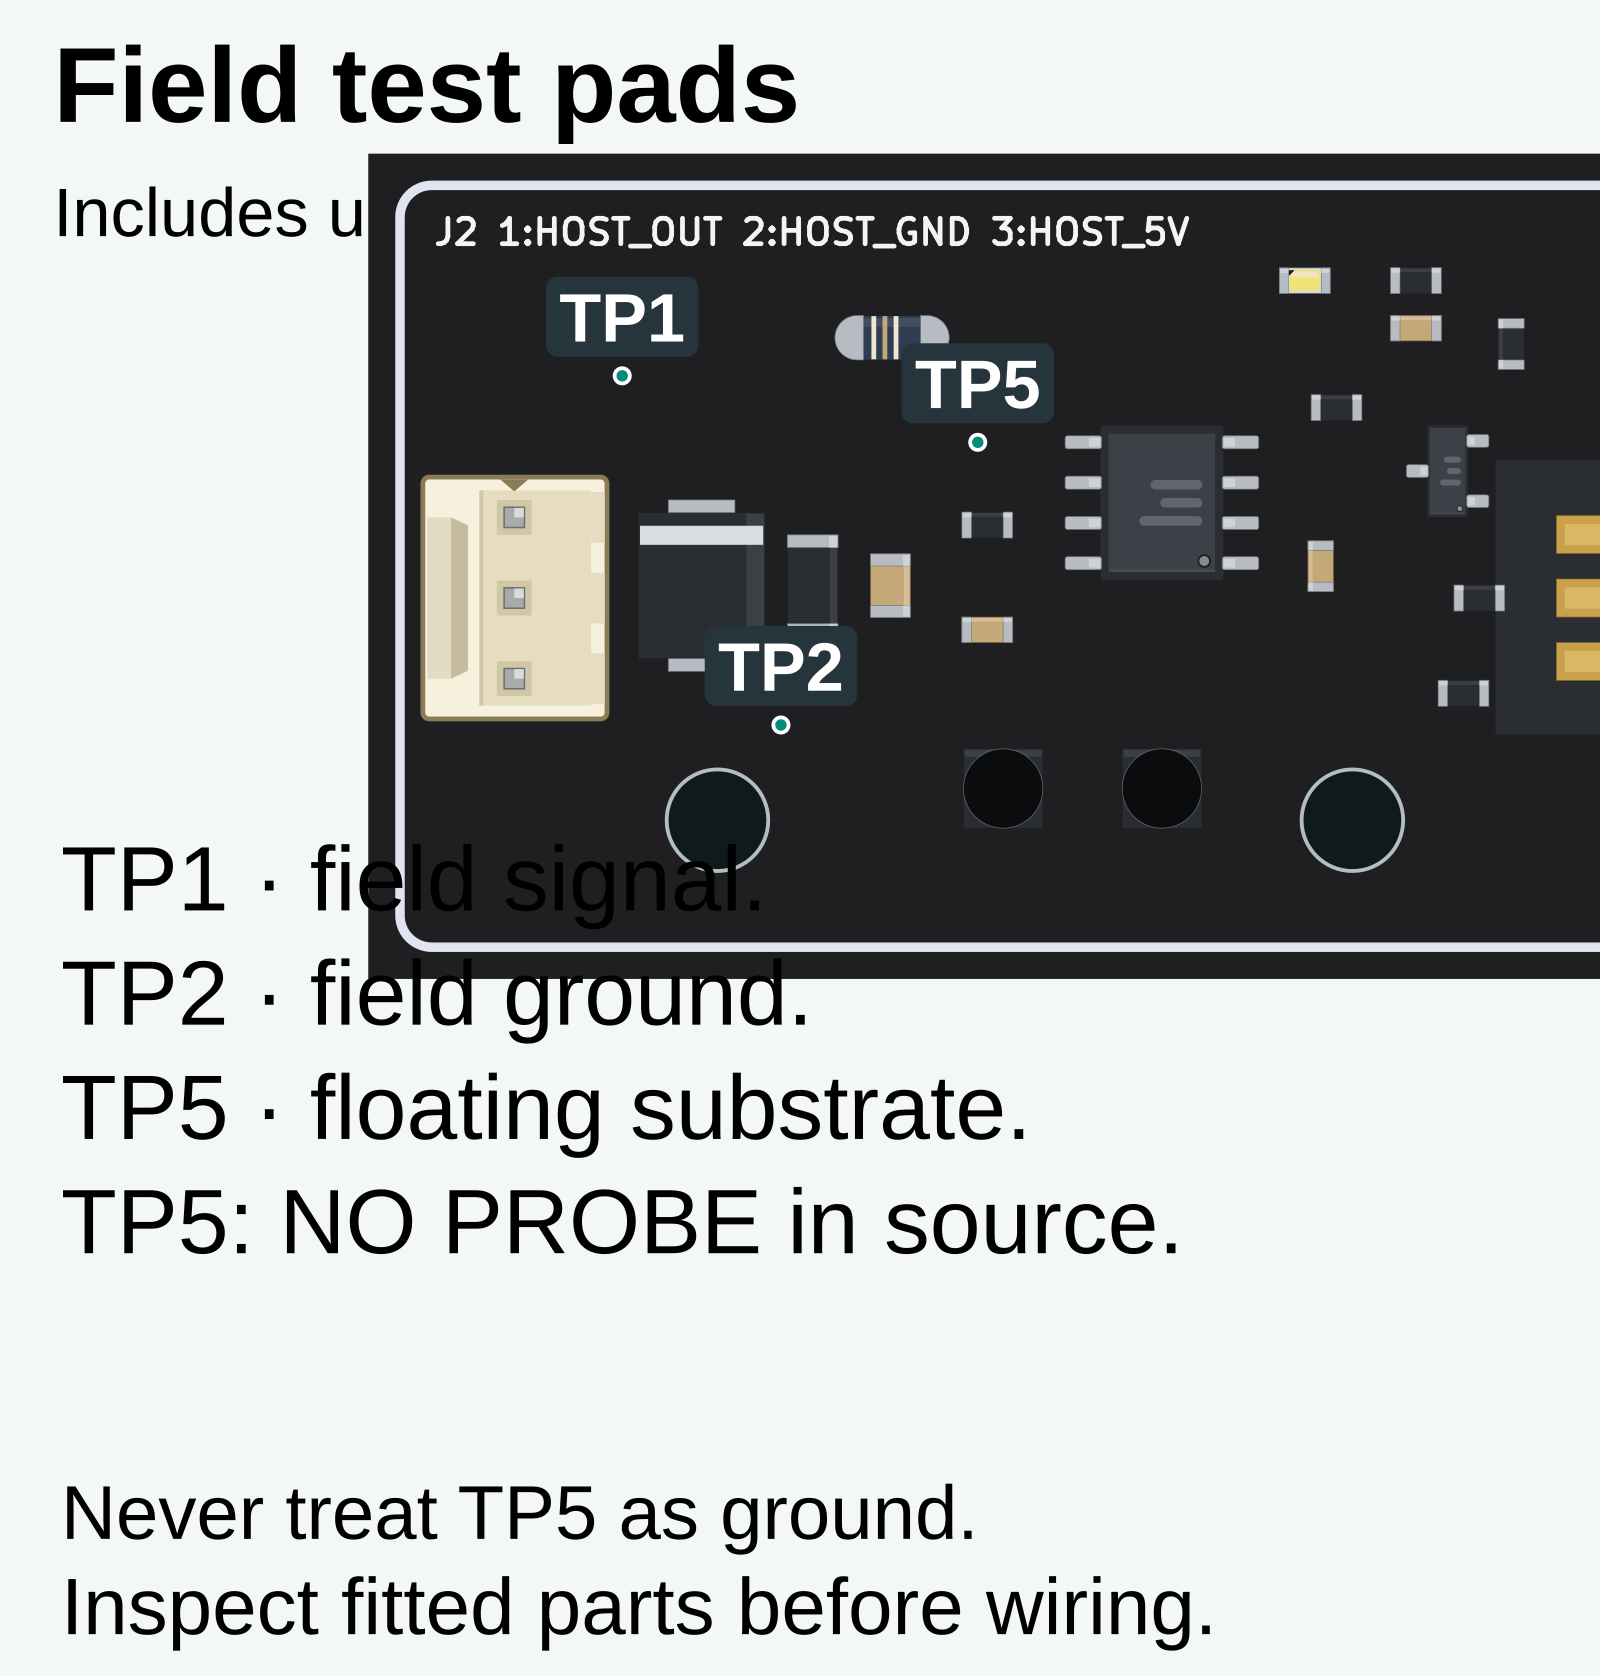 Field test pads
Includes u
J2 1:HOST_OUT 2:HOST_GND 3:HOST_5V
TP1
TP5
TP2
TP1 · field signal.
TP2 · field ground.
TP5 · floating substrate.
TP5: NO PROBE in source.
Never treat TP5 as ground.
Inspect fitted parts before wiring.